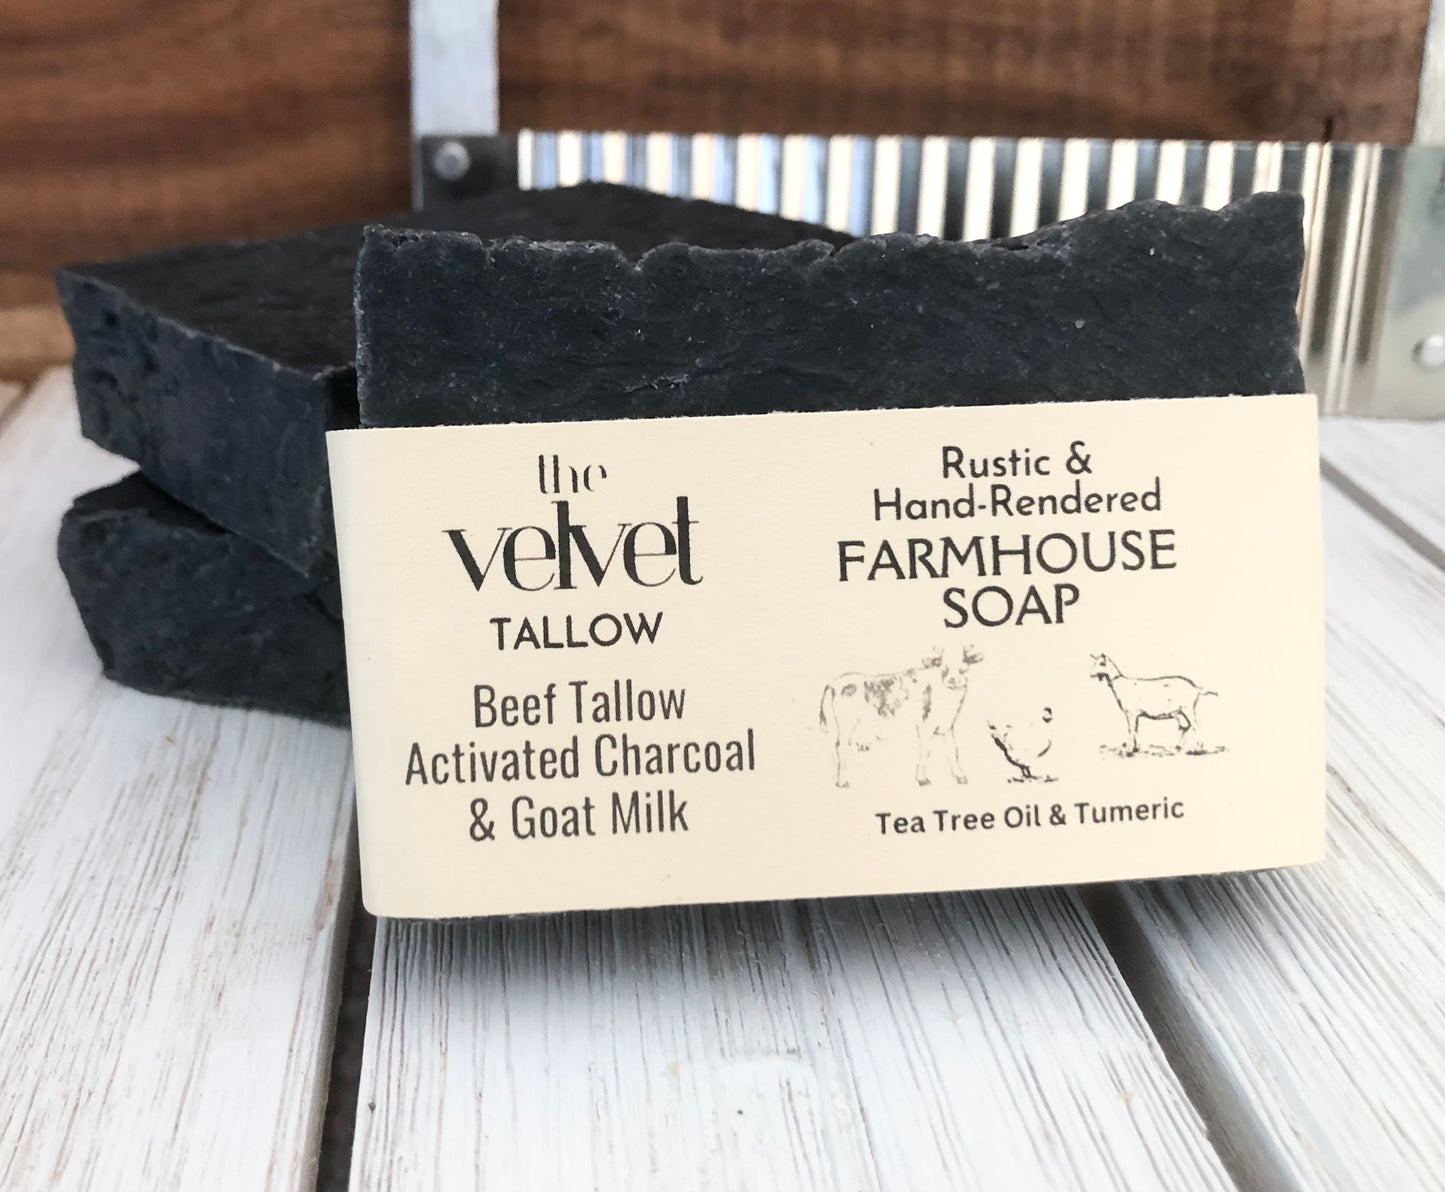 the
velvet
TALLOW
Beef Tallow
Activated Charcoal
& Goat Milk
Rustic &
Hand-Rendered
FARMHOUSE
SOAP
Tea Tree Oil & Tumeric